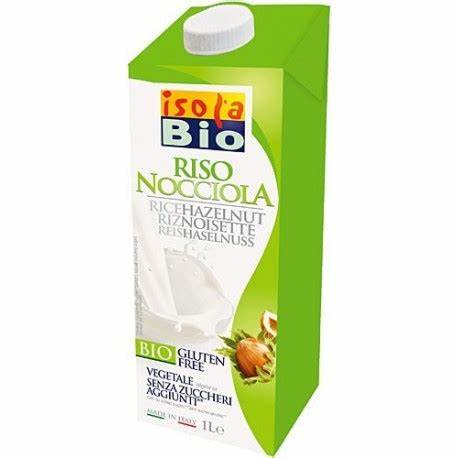 isola
Bio
RISO
NOCCIOLA
RICEHAZELNUT
RIZNOISETTE
REISHASELNUSS
BIO
GLUTEN
FREE
VEGETALE
SENZA ZUCCHERI
AGGIUNTI
MADE IN ITALY
1L e